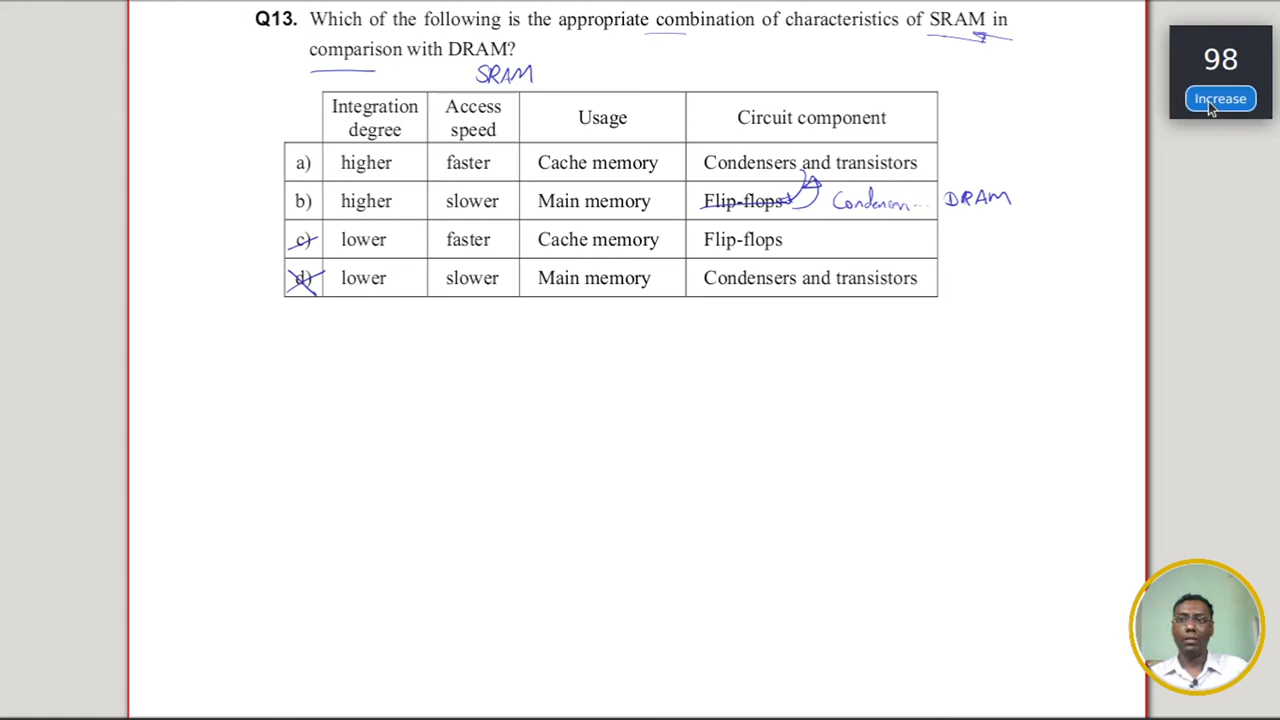 Q13. Which of the following is the appropriate combination of characteristics of SRAM in
comparison with DRAM?
SRAM
Integration degree Access speed Usage Circuit component
a) higher faster Cache memory Condensers and transistors
b) higher slower Main memory Flip-flops DRAM
c) lower faster Cache memory Flip-flops
d) lower slower Main memory Condensers and transistors
98
Increase